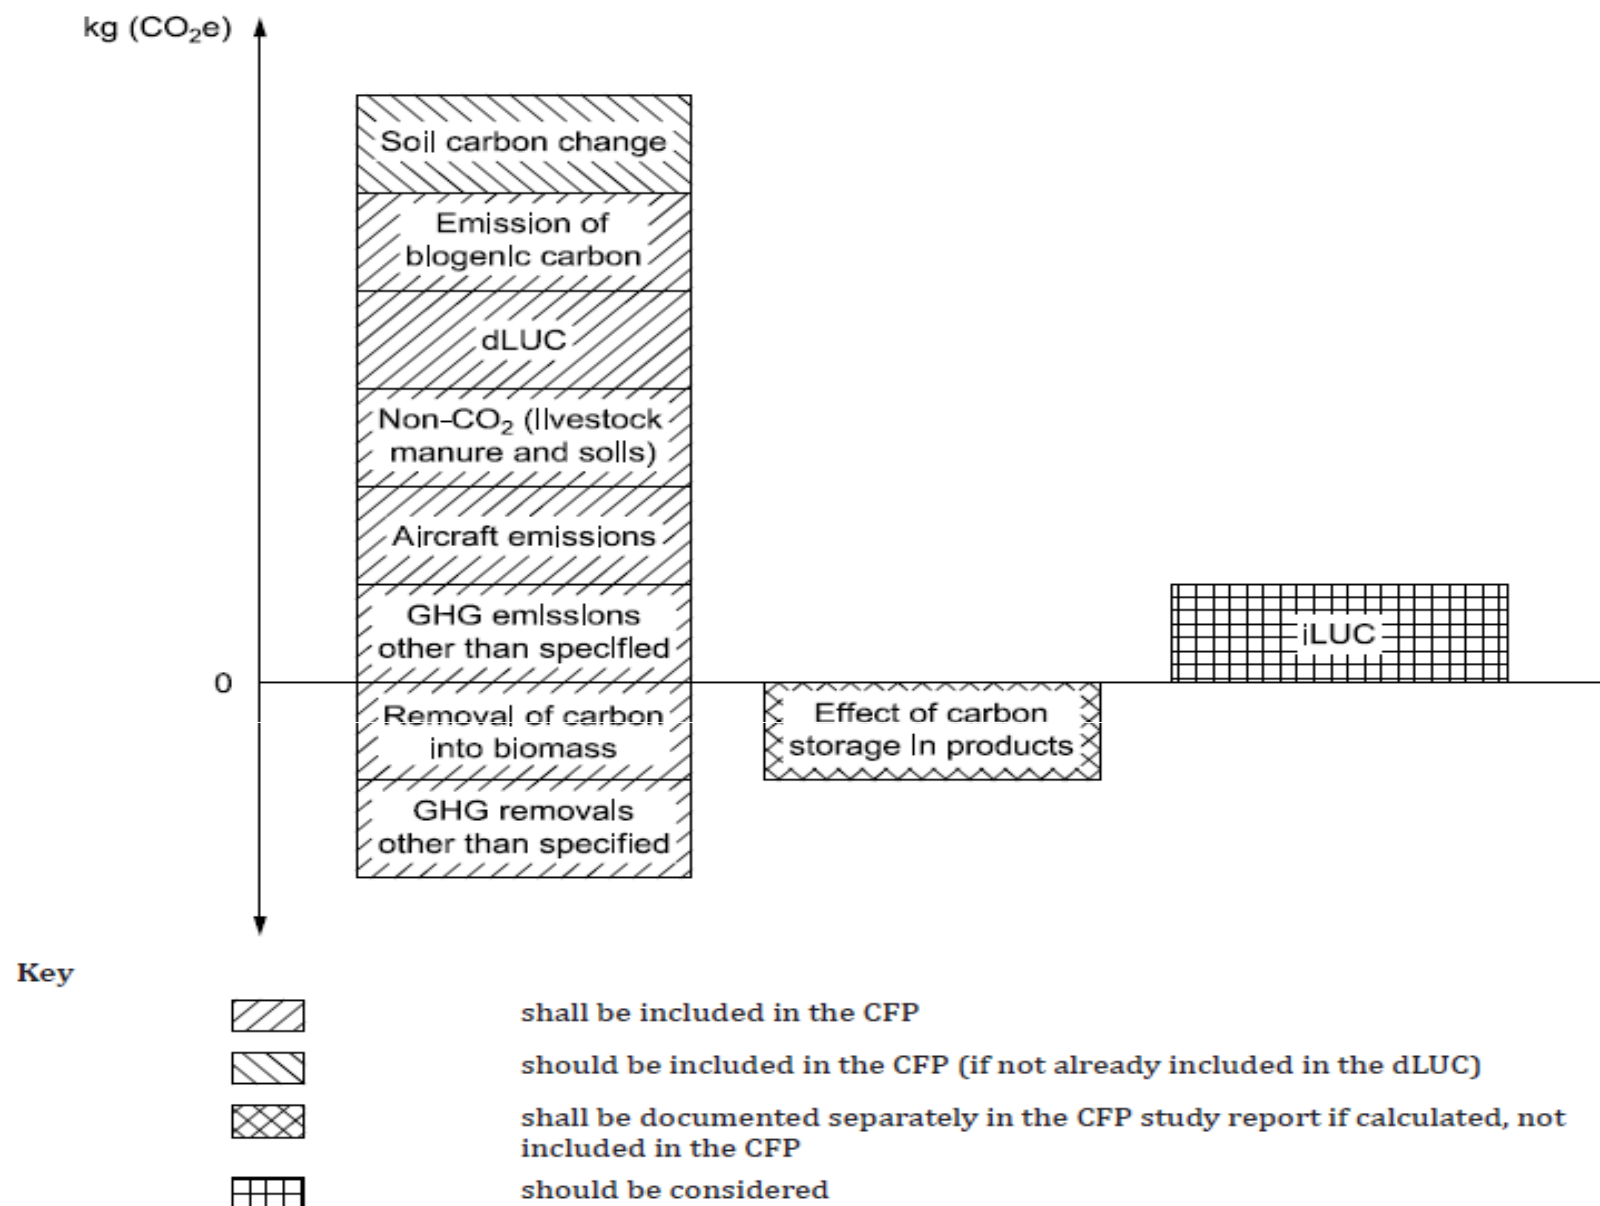 kg (CO₂e)
Soil carbon change
Emission of
biogenic carbon
dLUC
Non-CO₂ (livestock
manure and soils)
Aircraft emissions
GHG emissions
other than specified
0
Removal of carbon
into biomass
GHG removals
other than specified
Effect of carbon
storage in products
iLUC
Key
shall be included in the CFP
should be included in the CFP (if not already included in the dLUC)
shall be documented separately in the CFP study report if calculated, not
included in the CFP
should be considered